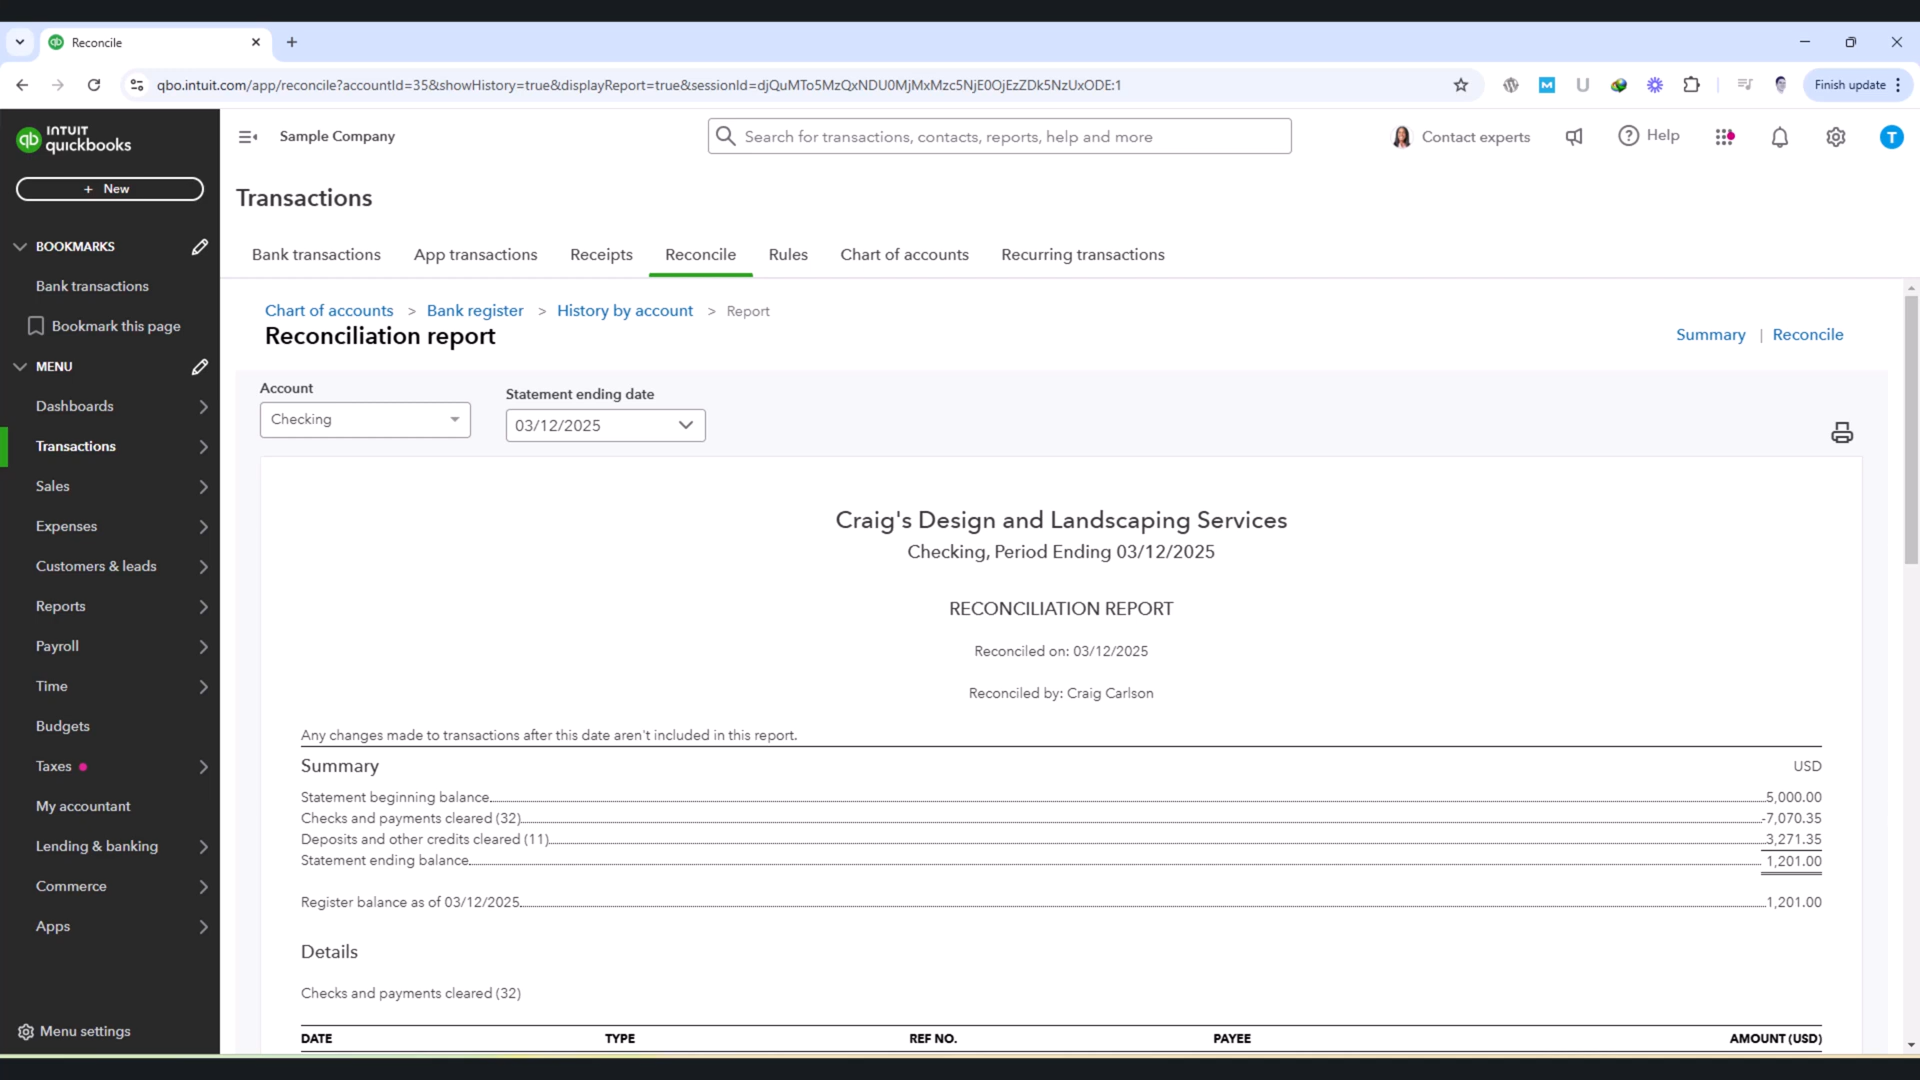 Reconcile
qbo.intuit.com/app/reconcile?accountId=35&showHistory=true&displayReport=true&sessionId=djQuMTo5MzQxNDU0MjMxMzc5NjE0OjEzZDk5NzUxODE:1
Finish update
INTUIT
quickbooks
Sample Company
Search for transactions, contacts, reports, help and more
Contact experts
Help
T
+ New
BOOKMARKS
Bank transactions
Bookmark this page
MENU
Dashboards
Transactions
Sales
Expenses
Customers & leads
Reports
Payroll
Time
Budgets
Taxes
My accountant
Lending & banking
Commerce
Apps
Menu settings
Transactions
Bank transactions App transactions Receipts Reconcile Rules Chart of accounts Recurring transactions
Chart of accounts > Bank register > History by account > Report
Reconciliation report
Summary | Reconcile
Account
Checking
Statement ending date
03/12/2025
Craig's Design and Landscaping Services
Checking, Period Ending 03/12/2025
RECONCILIATION REPORT
Reconciled on: 03/12/2025
Reconciled by: Craig Carlson
Any changes made to transactions after this date aren't included in this report.
Summary USD
Statement beginning balance 5,000.00
Checks and payments cleared (32) -7,070.35
Deposits and other credits cleared (11) 3,271.35
Statement ending balance 1,201.00
Register balance as of 03/12/2025 1,201.00
Details
Checks and payments cleared (32)
DATE TYPE REF NO. PAYEE AMOUNT (USD)